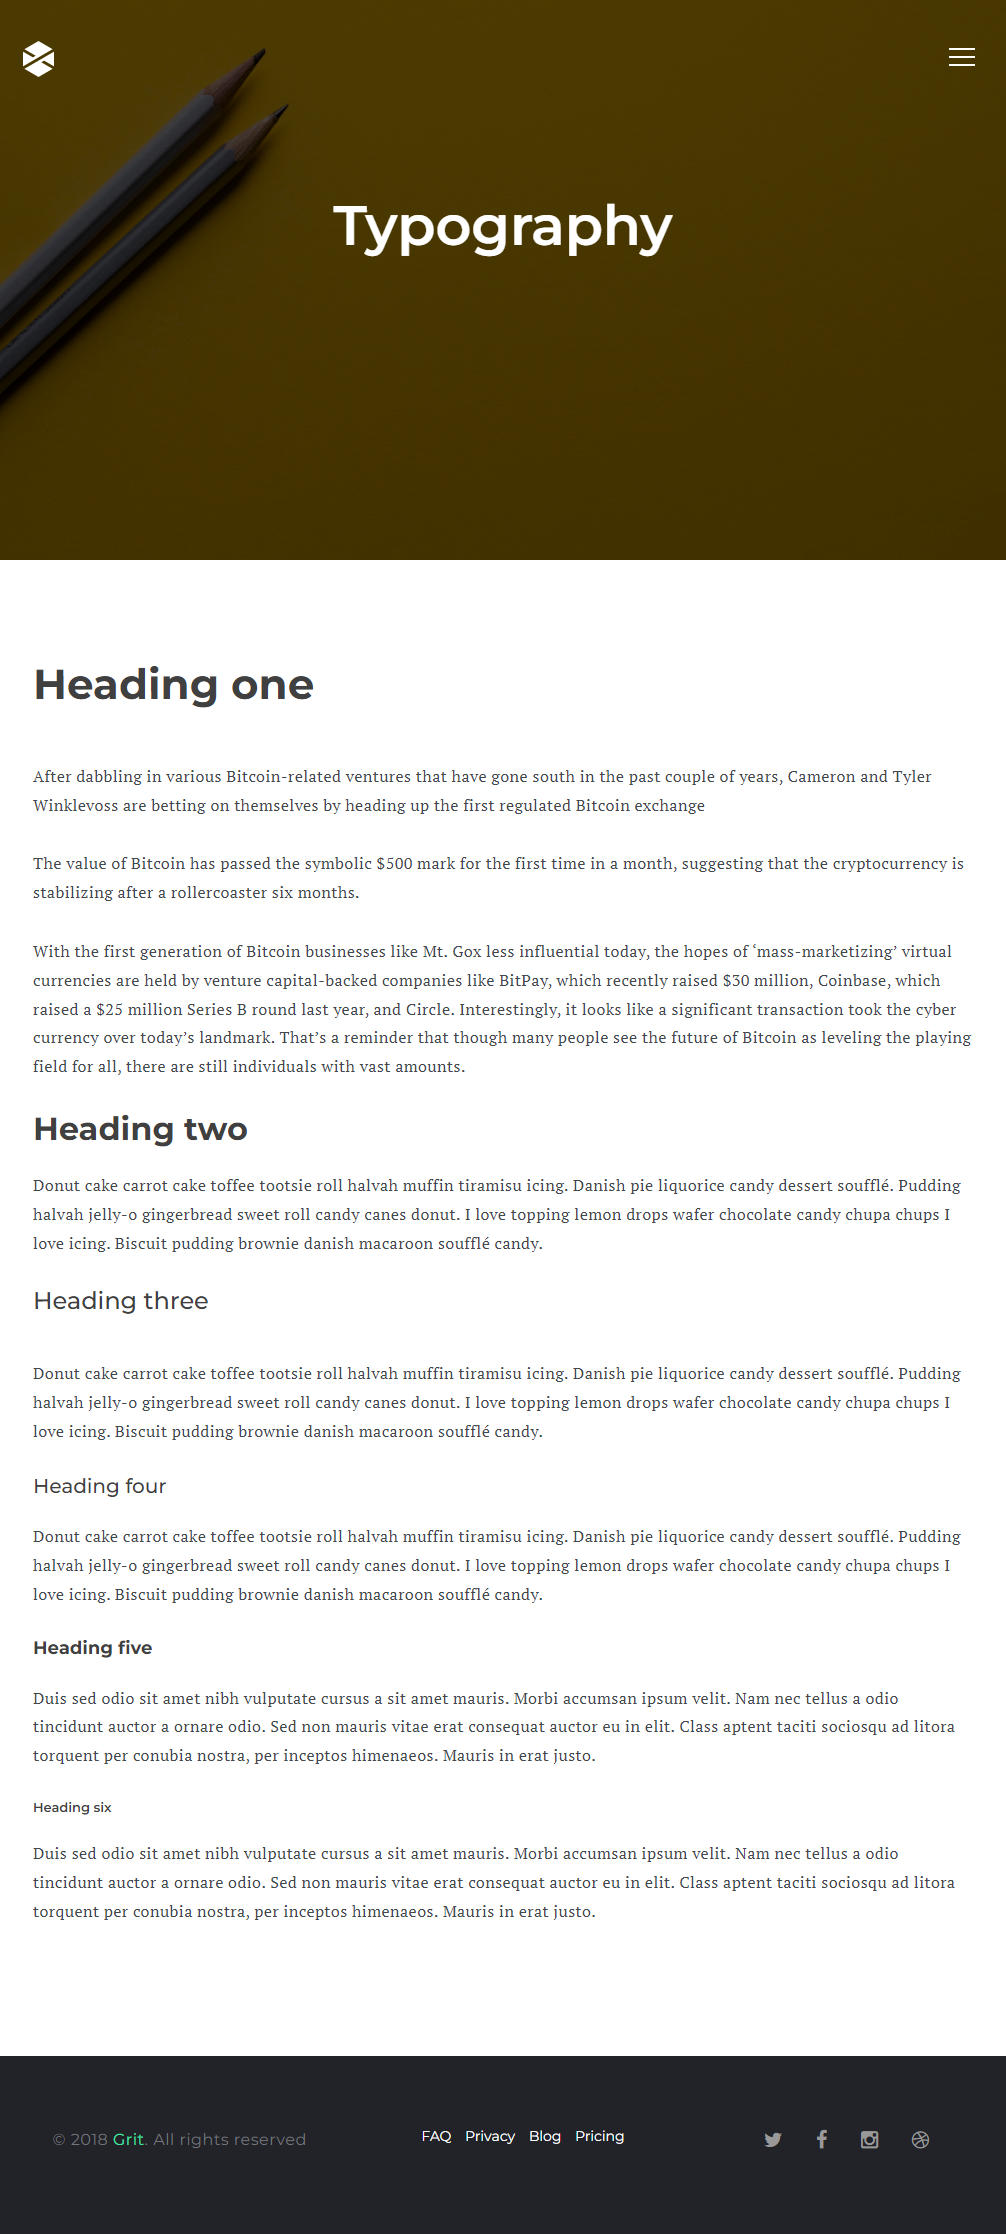 Typography
Heading one
After dabbling in various Bitcoin-related ventures that have gone south in the past couple of years, Cameron and Tyler
Winklevoss are betting on themselves by heading up the first regulated Bitcoin exchange
The value of Bitcoin has passed the symbolic $500 mark for the first time in a month, suggesting that the cryptocurrency is
stabilizing after a rollercoaster six months.
With the first generation of Bitcoin businesses like Mt. Gox less influential today, the hopes of ‘mass-marketizing’ virtual
currencies are held by venture capital-backed companies like BitPay, which recently raised $30 million, Coinbase, which
raised a $25 million Series B round last year, and Circle. Interestingly, it looks like a significant transaction took the cyber
currency over today’s landmark. That’s a reminder that though many people see the future of Bitcoin as leveling the playing
field for all, there are still individuals with vast amounts.
Heading two
Donut cake carrot cake toffee tootsie roll halvah muffin tiramisu icing. Danish pie liquorice candy dessert soufflé. Pudding
halvah jelly-o gingerbread sweet roll candy canes donut. I love topping lemon drops wafer chocolate candy chupa chups I
love icing. Biscuit pudding brownie danish macaroon soufflé candy.
Heading three
Donut cake carrot cake toffee tootsie roll halvah muffin tiramisu icing. Danish pie liquorice candy dessert soufflé. Pudding
halvah jelly-o gingerbread sweet roll candy canes donut. I love topping lemon drops wafer chocolate candy chupa chups I
love icing. Biscuit pudding brownie danish macaroon soufflé candy.
Heading four
Donut cake carrot cake toffee tootsie roll halvah muffin tiramisu icing. Danish pie liquorice candy dessert soufflé. Pudding
halvah jelly-o gingerbread sweet roll candy canes donut. I love topping lemon drops wafer chocolate candy chupa chups I
love icing. Biscuit pudding brownie danish macaroon soufflé candy.
Heading five
Duis sed odio sit amet nibh vulputate cursus a sit amet mauris. Morbi accumsan ipsum velit. Nam nec tellus a odio
tincidunt auctor a ornare odio. Sed non mauris vitae erat consequat auctor eu in elit. Class aptent taciti sociosqu ad litora
torquent per conubia nostra, per inceptos himenaeos. Mauris in erat justo.
Heading six
Duis sed odio sit amet nibh vulputate cursus a sit amet mauris. Morbi accumsan ipsum velit. Nam nec tellus a odio
tincidunt auctor a ornare odio. Sed non mauris vitae erat consequat auctor eu in elit. Class aptent taciti sociosqu ad litora
torquent per conubia nostra, per inceptos himenaeos. Mauris in erat justo.
© 2018 Grit. All rights reserved
FAQ Privacy Blog Pricing